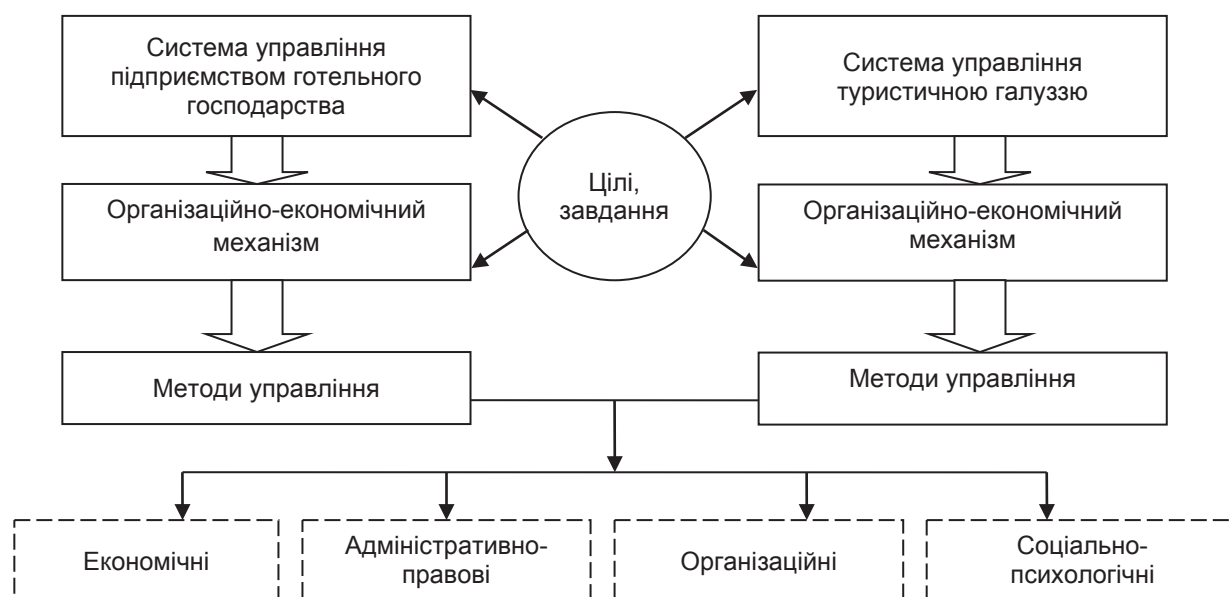 Система управління
підприємством готельного
господарства
Система управління
туристичною галуззю
Цілі,
завдання
Організаційно-економічний
механізм
Організаційно-економічний
механізм
Методи управління
Методи управління
Економічні
Адміністративно-
правові
Організаційні
Соціально-
психологічні